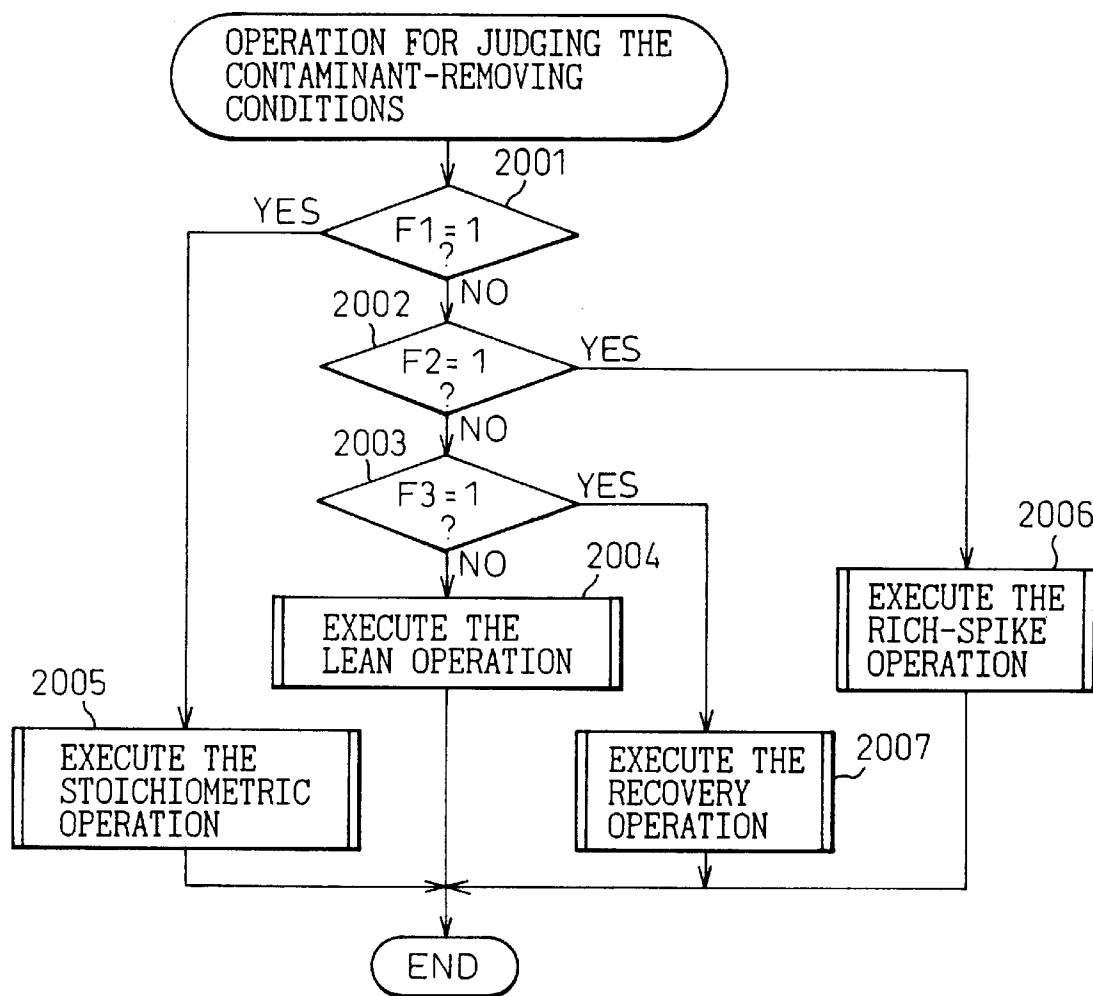 OPERATION FOR JUDGING THE
CONTAMINANT-REMOVING
CONDITIONS
2001
YES
F1=1
?
NO
2002
F2=1
?
YES
NO
2003
F3=1
?
YES
NO
2004
EXECUTE THE
LEAN OPERATION
2006
EXECUTE THE
RICH-SPIKE
OPERATION
2005
EXECUTE THE
STOICHIOMETRIC
OPERATION
2007
EXECUTE THE
RECOVERY
OPERATION
END